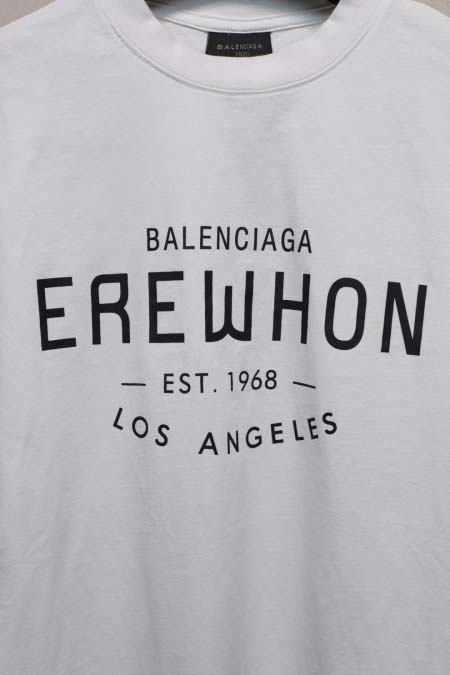 BALENCIAGA
BALENCIAGA
EREWHON
— EST. 1968 —
LOS ANGELES